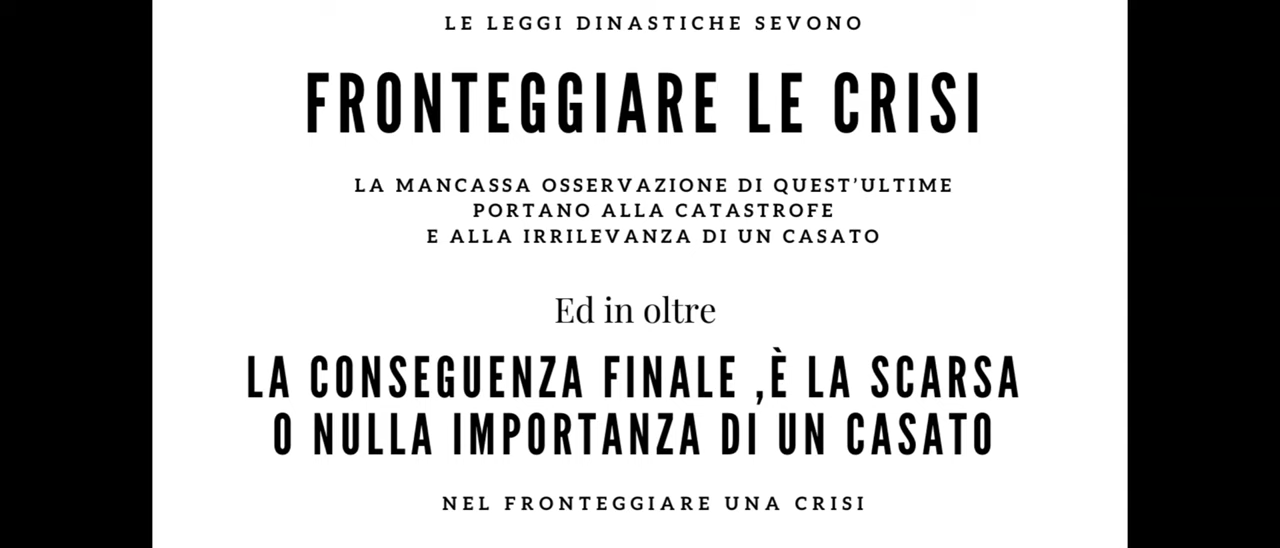 LE LEGGI DINASTICHE SEVONO
FRONTEGGIARE LE CRISI
LA MANCASSA OSSERVAZIONE DI QUEST'ULTIME
PORTANO ALLA CATASTROFE
E ALLA IRRILEVANZA DI UN CASATO
Ed in oltre
LA CONSEGUENZA FINALE ,È LA SCARSA
O NULLA IMPORTANZA DI UN CASATO
NEL FRONTEGGIARE UNA CRISI